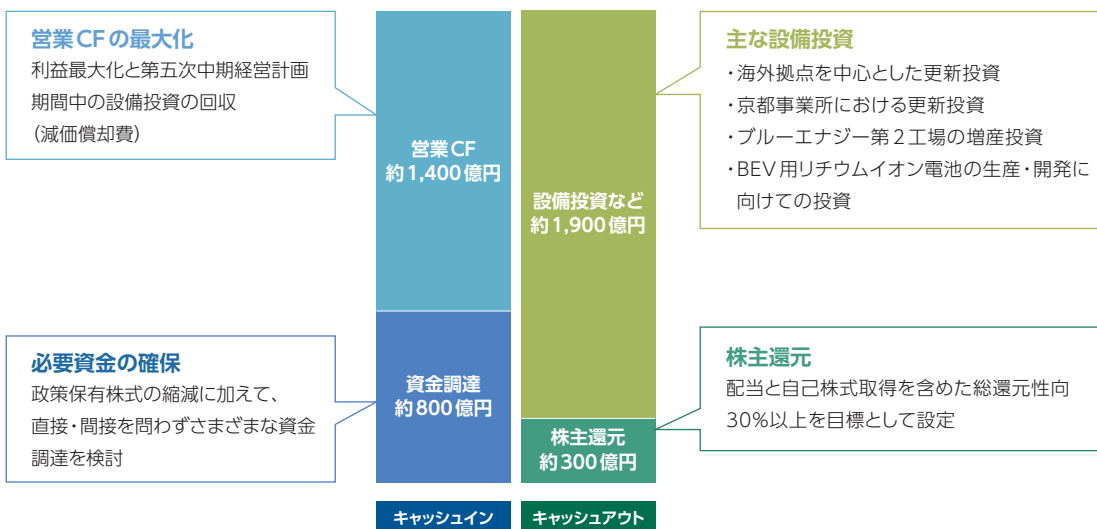 営業CFの最大化
利益最大化と第五次中期経営計画
期間中の設備投資の回収
（減価償却費）
必要資金の確保
政策保有株式の縮減に加えて、
直接・間接を問わずさまざまな資金
調達を検討
営業CF
約1,400億円
資金調達
約800億円
キャッシュイン
設備投資など
約1,900億円
株主還元
約300億円
キャッシュアウト
主な設備投資
・海外拠点を中心とした更新投資
・京都事業所における更新投資
・ブルーエナジー第2工場の増産投資
・BEV用リチウムイオン電池の生産・開発に
向けての投資
株主還元
配当と自己株式取得を含めた総還元性向
30%以上を目標として設定